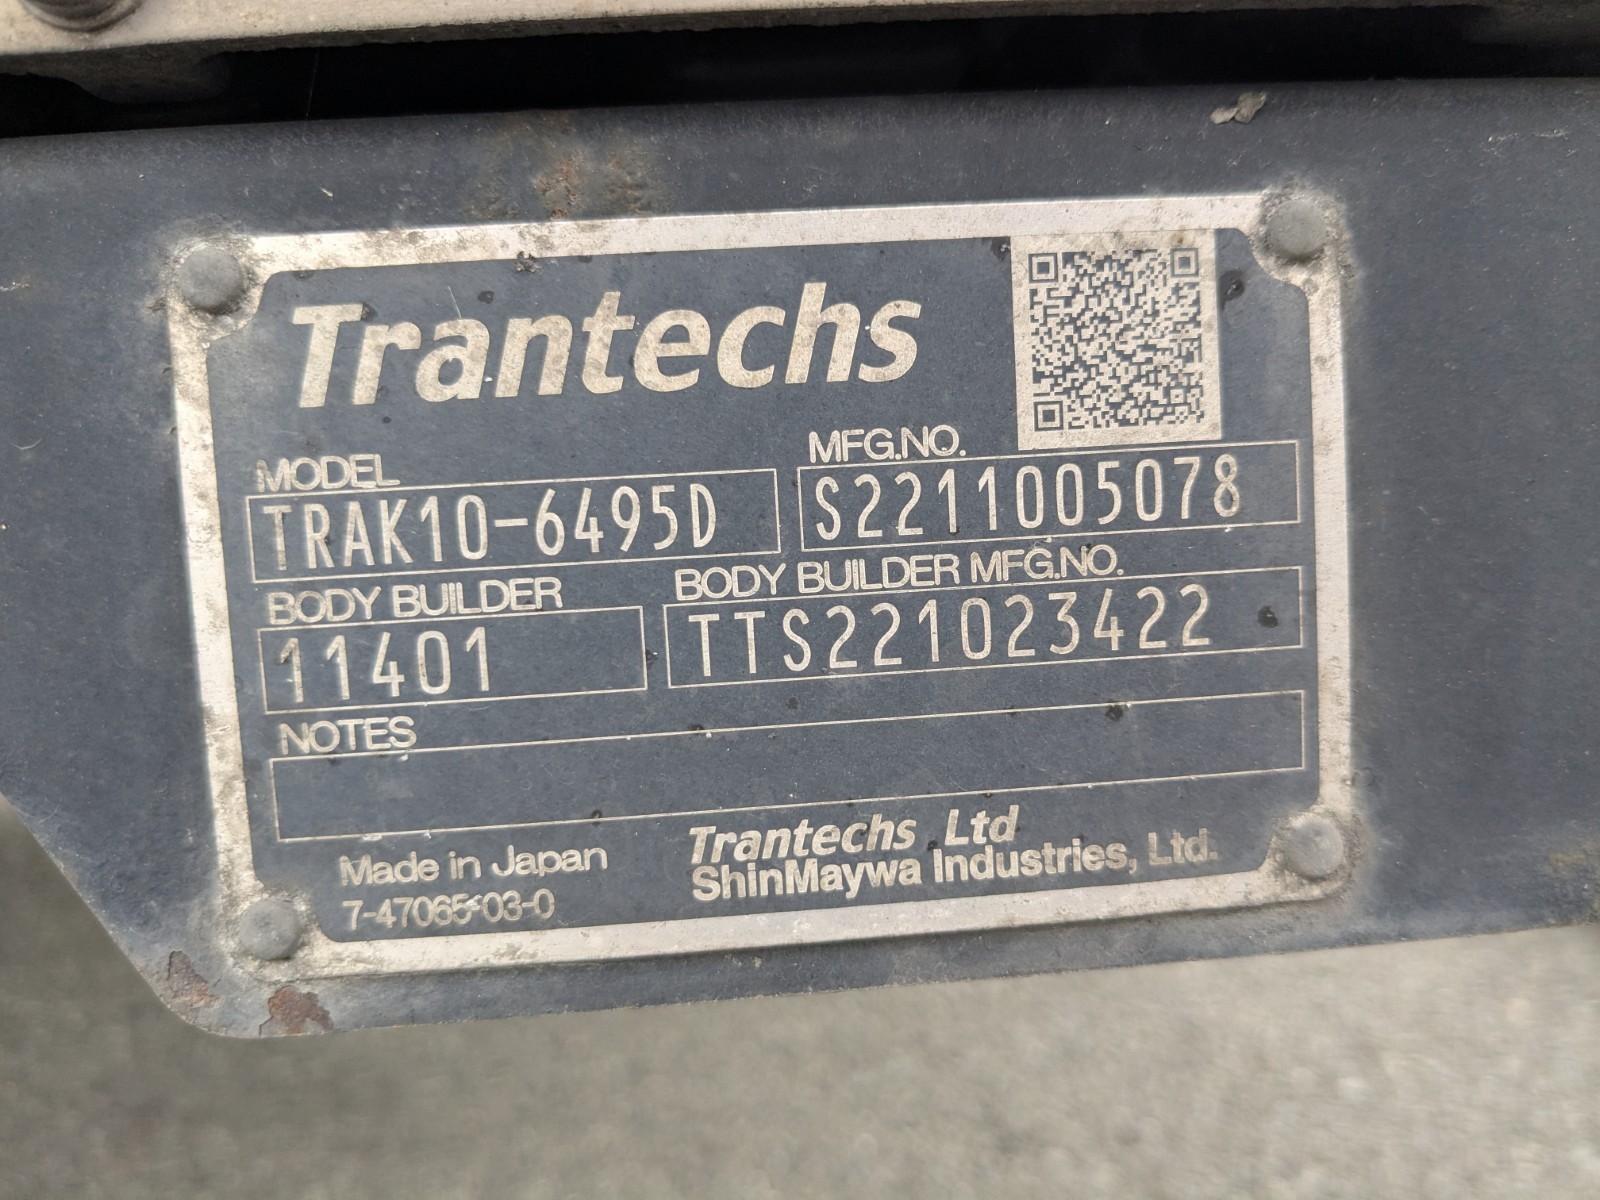 Trantechs
MODEL
MFG.NO.
TRAK10-6495D
S2211005078
BODY BUILDER
BODY BUILDER MFG.NO.
11401
TTS221023422
NOTES
Made in Japan
7-47065-03-0
Trantechs Ltd
ShinMaywa Industries, Ltd.